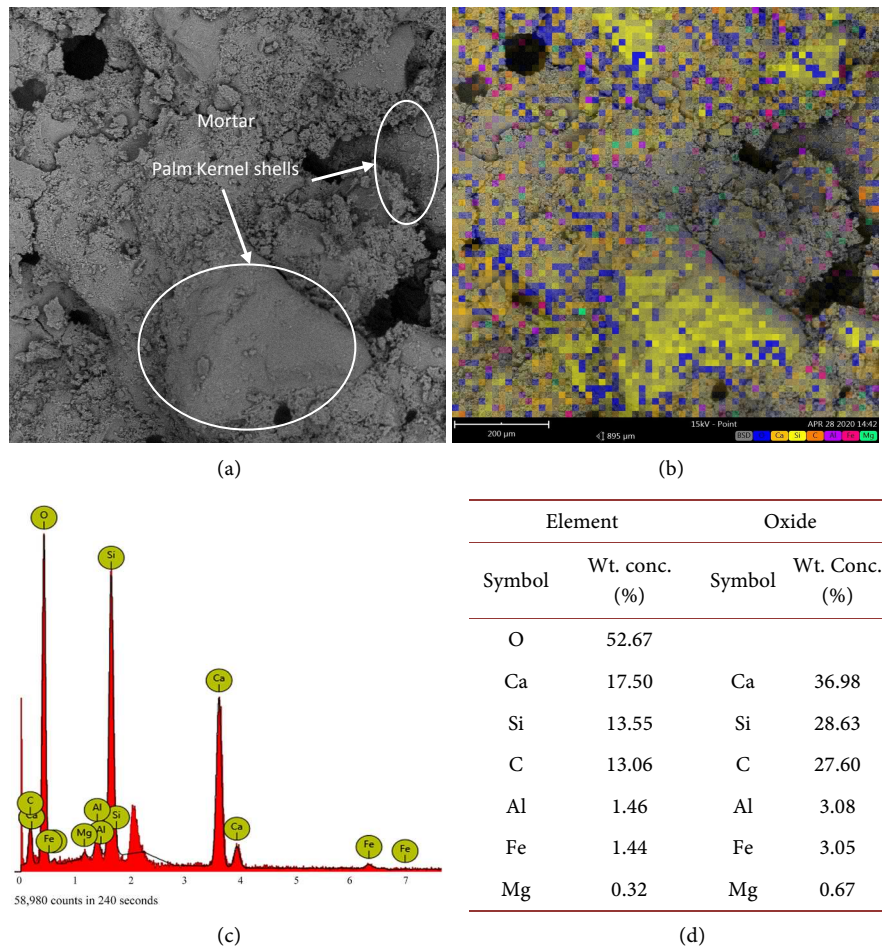 Mortar
Palm Kernel shells
(a)
200 μm
895 μm
15kV - Point
APR 28 2020 14:42
BSD Ca Si C Al Fe Mg
(b)
O
Si
Ca
C
Ca
Fe
Mg
Al
Al
Si
Ca
Fe
Fe
0 1 2 3 4 5 6 7
58,980 counts in 240 seconds
(c)
Element Oxide
Symbol Wt. conc. (%) Symbol Wt. Conc. (%)
O 52.67
Ca 17.50 Ca 36.98
Si 13.55 Si 28.63
C 13.06 C 27.60
Al 1.46 Al 3.08
Fe 1.44 Fe 3.05
Mg 0.32 Mg 0.67
(d)